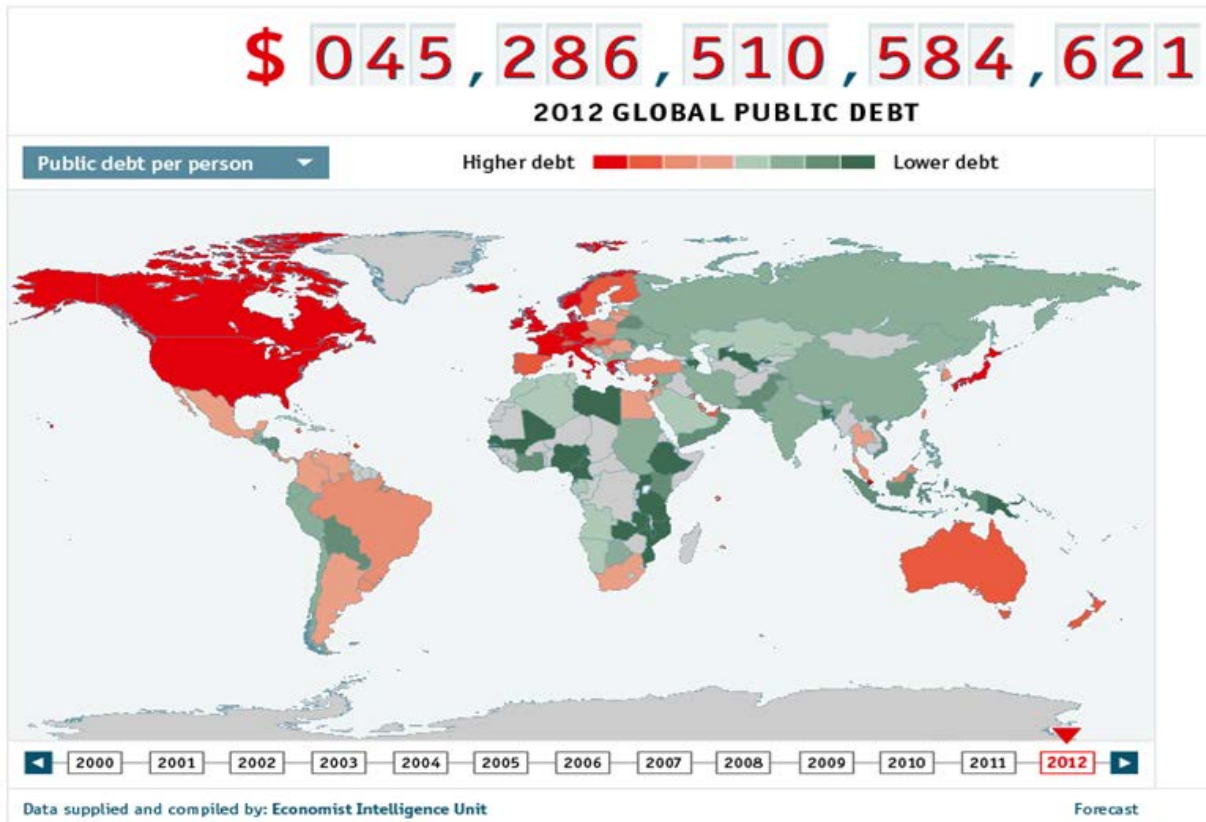 $ 045,286,510,584,621
2012 GLOBAL PUBLIC DEBT
Public debt per person Higher debt Lower debt
2000 2001 2002 2003 2004 2005 2006 2007 2008 2009 2010 2011 2012
Data supplied and compiled by: Economist Intelligence Unit Forecast